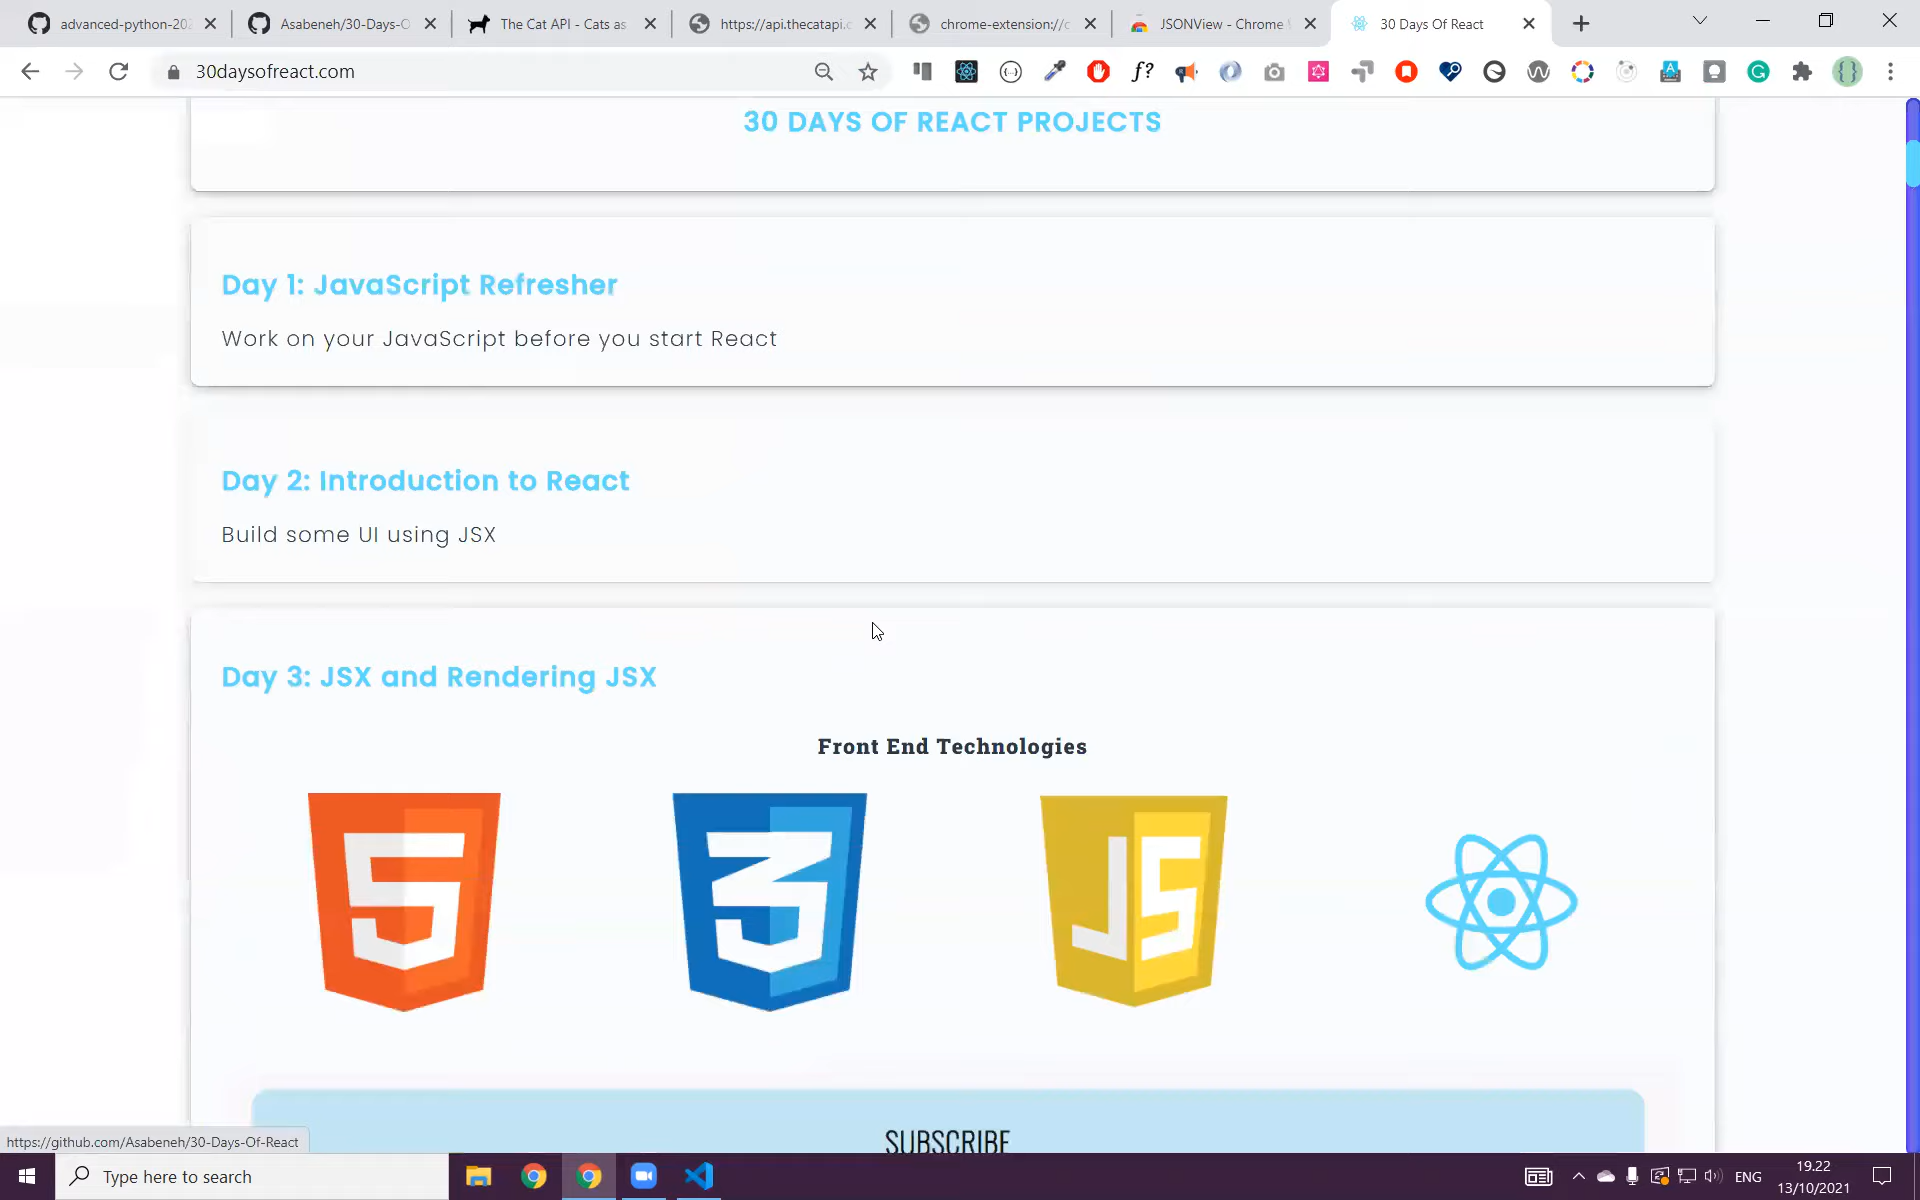 advanced-python-202
Asabeneh/30-Days-O
The Cat API - Cats as
https://api.thecatapi.c
chrome-extension://c
JSONView - Chrome
30 Days Of React
30daysofreact.com
30 DAYS OF REACT PROJECTS
Day 1: JavaScript Refresher
Work on your JavaScript before you start React
Day 2: Introduction to React
Build some UI using JSX
Day 3: JSX and Rendering JSX
Front End Technologies
5
3
JS
SUBSCRIBE
https://github.com/Asabeneh/30-Days-Of-React
Type here to search
ENG
19.22
13/10/2021